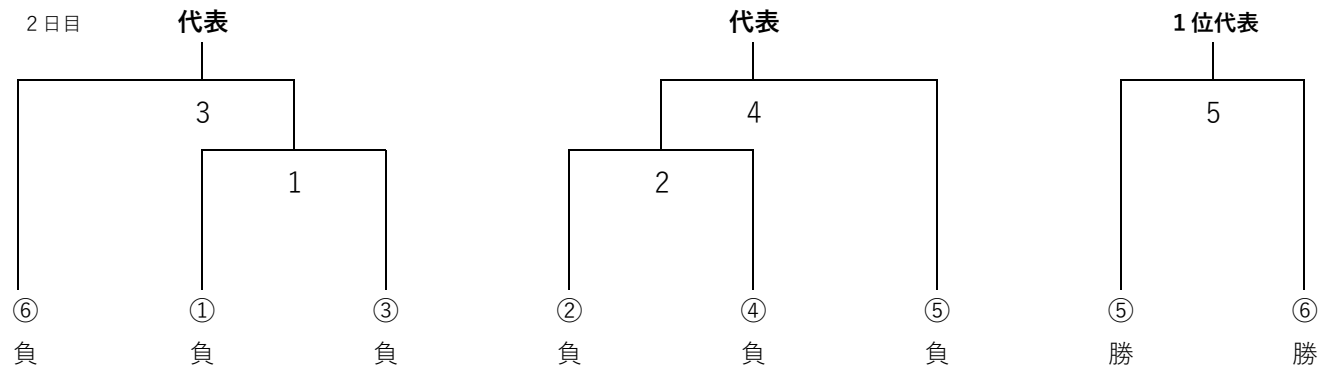 2日目 代表 代表 1位代表
3 4 5
1 2
⑥ ① ③ ② ④ ⑤ ⑤ ⑥
負 負 負 負 負 負 勝 勝